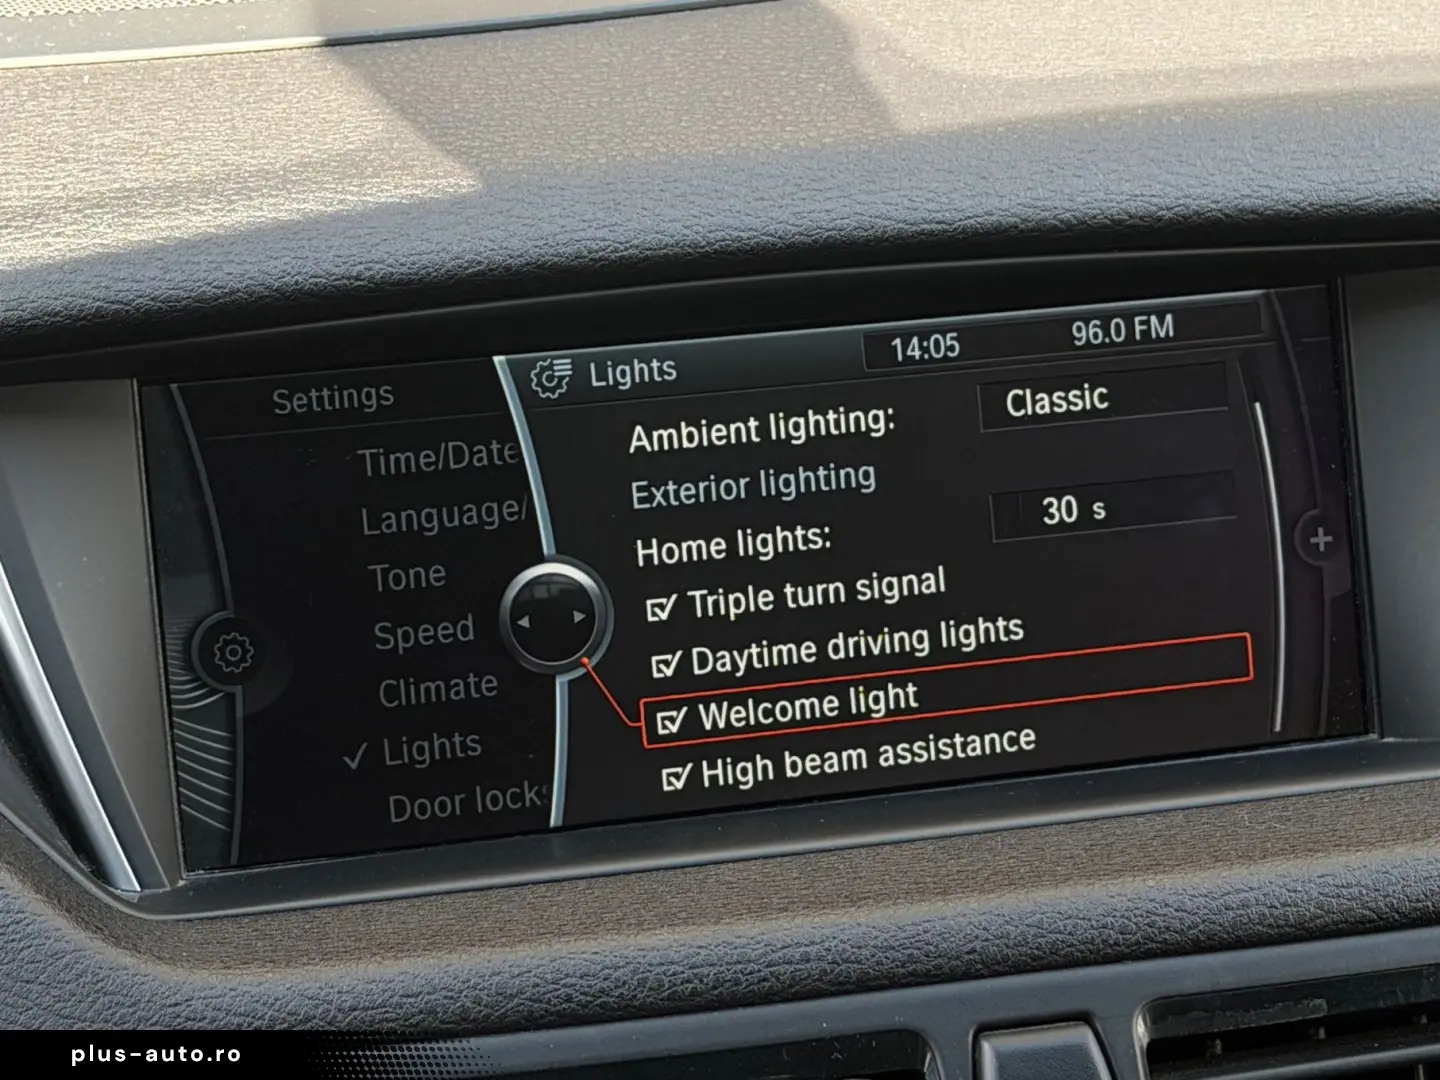 Settings
Time/Date
Language/
Tone
Speed
Climate
✓ Lights
Door locks
Lights
14:05
96.0 FM
Ambient lighting: Classic
Exterior lighting
Home lights: 30 s
Triple turn signal
Daytime driving lights
Welcome light
High beam assistance
plus-auto.ro